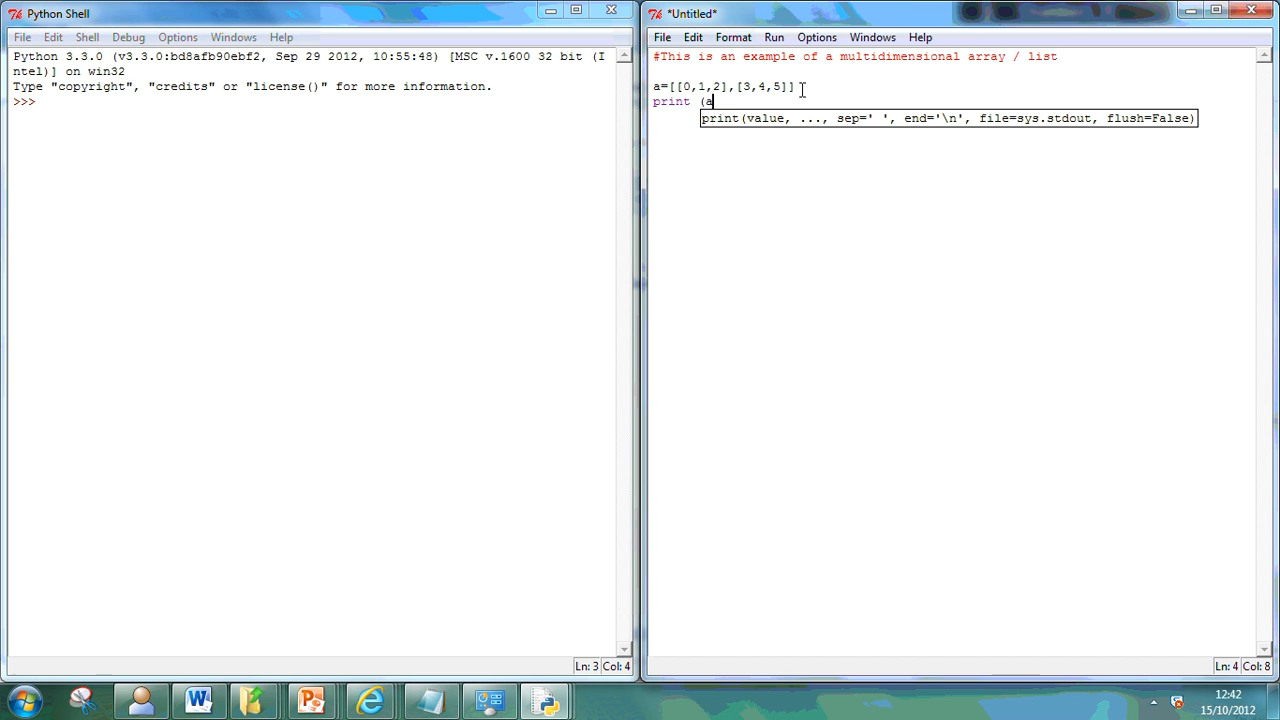 Python Shell
File Edit Shell Debug Options Windows Help
Python 3.3.0 (v3.3.0:bd8afb90ebf2, Sep 29 2012, 10:55:48) [MSC v.1600 32 bit (I
ntel)] on win32
Type "copyright", "credits" or "license()" for more information.
>>>
Ln: 3 Col: 4
*Untitled*
File Edit Format Run Options Windows Help
#This is an example of a multidimensional array / list
a=[[0,1,2],[3,4,5]]
print (a
print(value, ..., sep=' ', end='\n', file=sys.stdout, flush=False)
Ln: 4 Col: 8
12:42
15/10/2012